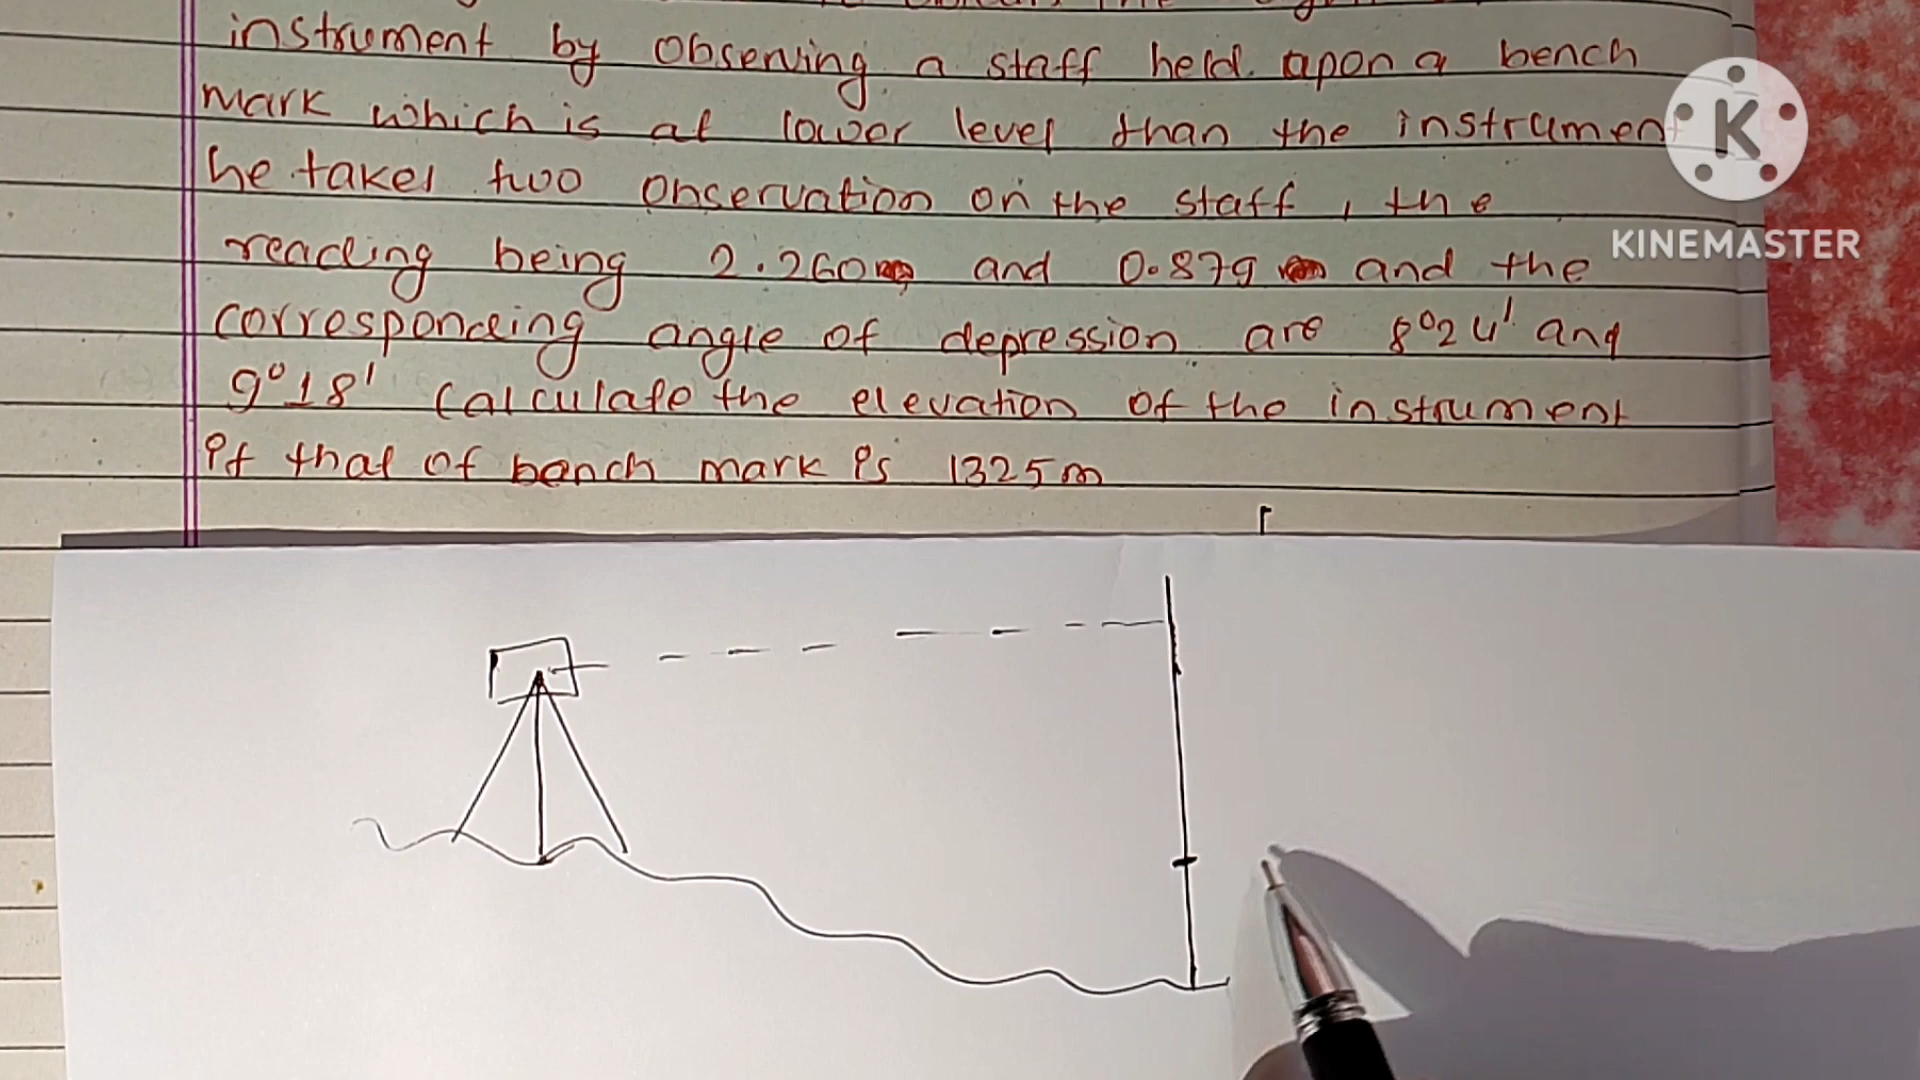 instrument by observing a staff held apon a bench
mark which is at lower level than the instrument
he takes two observation on the staff, the
reading being 2.260m and 0.879 m and the
corresponding angle of depression are 8°24' and
9°18' Calculate the elevation of the instrument
if that of bench mark is 1325m
K
KINEMASTER